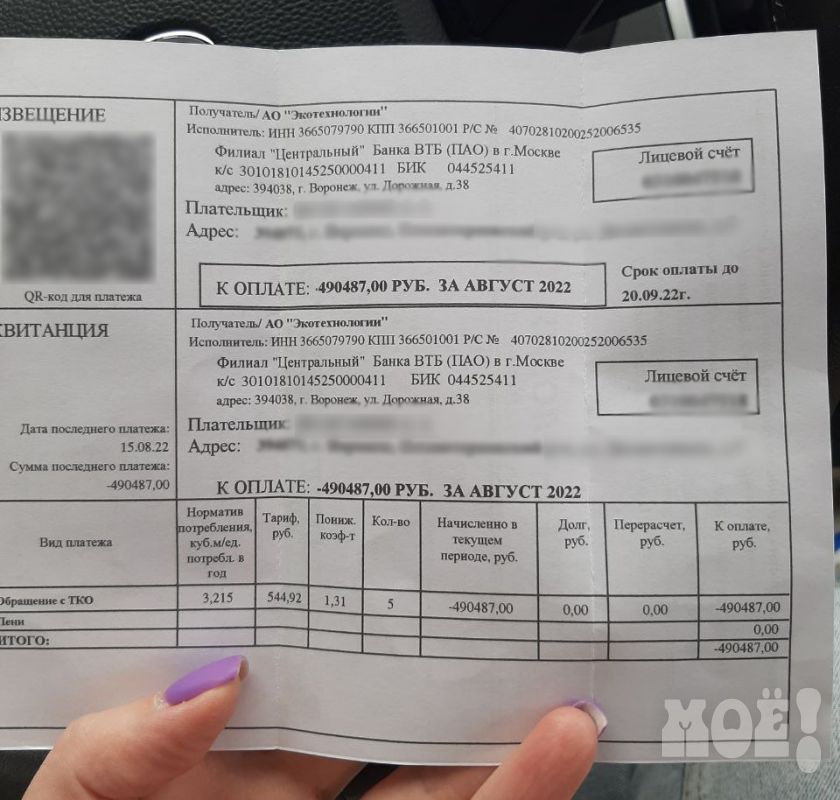 ИЗВЕЩЕНИЕ
QR-код для платежа
Получатель/ АО "Экотехнологии"
Исполнитель: ИНН 3665079790 КПП 366501001 Р/С № 40702810200252006535
Филиал "Центральный" Банка ВТБ (ПАО) в г.Москве
к/с 30101810145250000411 БИК 044525411
адрес: 394038, г. Воронеж, ул. Дорожная, д.38
Лицевой счёт
Плательщик:
Адрес:
К ОПЛАТЕ: -490487,00 РУБ. ЗА АВГУСТ 2022
Срок оплаты до
20.09.22г.
КВИТАНЦИЯ
Получатель/ АО "Экотехнологии"
Исполнитель: ИНН 3665079790 КПП 366501001 Р/С № 40702810200252006535
Филиал "Центральный" Банка ВТБ (ПАО) в г.Москве
к/с 30101810145250000411 БИК 044525411
адрес: 394038, г. Воронеж, ул. Дорожная, д.38
Лицевой счёт
Дата последнего платежа:
15.08.22
Сумма последнего платежа:
-490487,00
Плательщик:
Адрес:
К ОПЛАТЕ: -490487,00 РУБ. ЗА АВГУСТ 2022
Вид платежа
Норматив
потребления,
куб.м/ед.
потребл. в
год
Тариф,
руб.
Пониж.
коэф-т
Кол-во
Начисленно в
текущем
периоде, руб.
Долг,
руб.
Перерасчет,
руб.
К оплате,
руб.
Обращение с ТКО 3,215 544,92 1,31 5 -490487,00 0,00 0,00 -490487,00
Пени 0,00
ИТОГО: -490487,00
МОЁ!